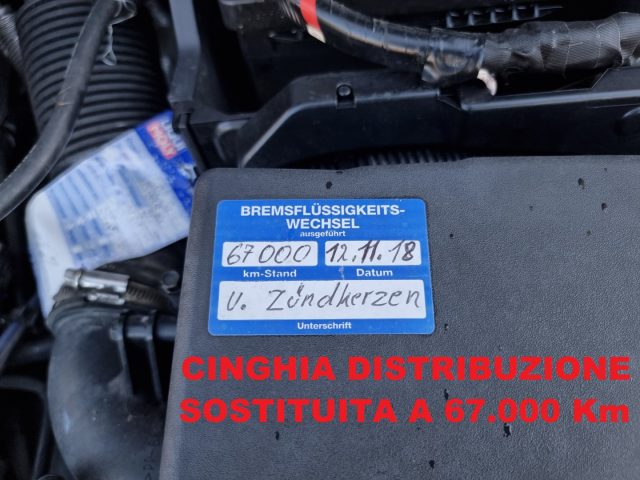 BREMSFLÜSSIGKEITS-
WECHSEL
ausgeführt
67000 12.11.18
km-Stand Datum
U. Zündkerzen
Unterschrift
CINGHIA DISTRIBUZIONE
SOSTITUITA A 67.000 Km